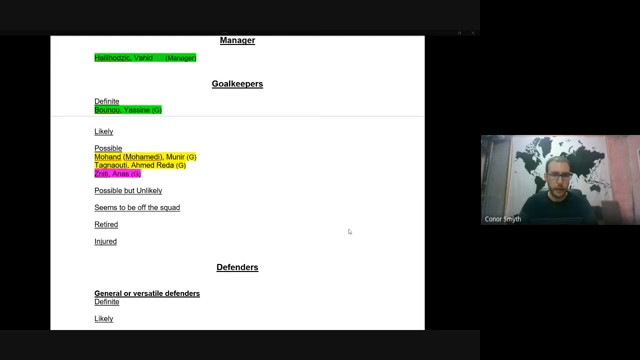 Manager
Halilhodzic, Vahid (Manager)
Goalkeepers
Definite
Bounou, Yassine (G)
Likely
Possible
Mohand (Mohamedi), Munir (G)
Tagnaouti, Ahmed Reda (G)
Zniti, Anas (G)
Possible but Unlikely
Seems to be off the squad
Retired
Injured
Defenders
General or versatile defenders
Definite
Likely
Conor Smyth